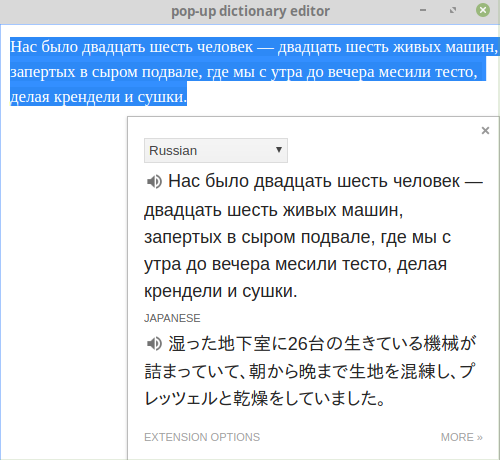 pop-up dictionary editor
Нас было двадцать шесть человек — двадцать шесть живых машин,
запертых в сыром подвале, где мы с утра до вечера месили тесто,
делая крендели и сушки.
Russian
Нас было двадцать шесть человек —
двадцать шесть живых машин,
запертых в сыром подвале, где мы с
утра до вечера месили тесто, делая
крендели и сушки.
JAPANESE
湿った地下室に26台の生きている機械が
詰まっていて、朝から晩まで生地を混練し、プ
レッツェルと乾燥をしていました。
EXTENSION OPTIONS
MORE »